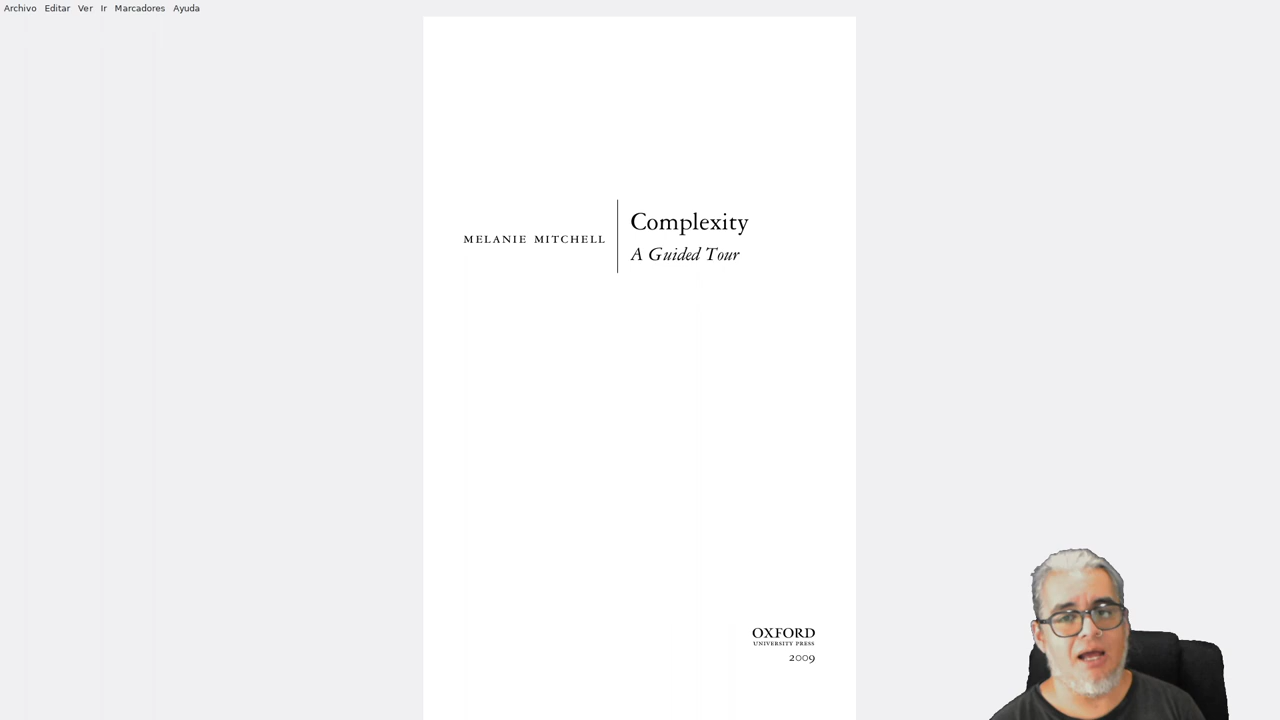 Archivo Editar Ver Ir Marcadores Ayuda
MELANIE MITCHELL
Complexity
A Guided Tour
OXFORD
UNIVERSITY PRESS
2009